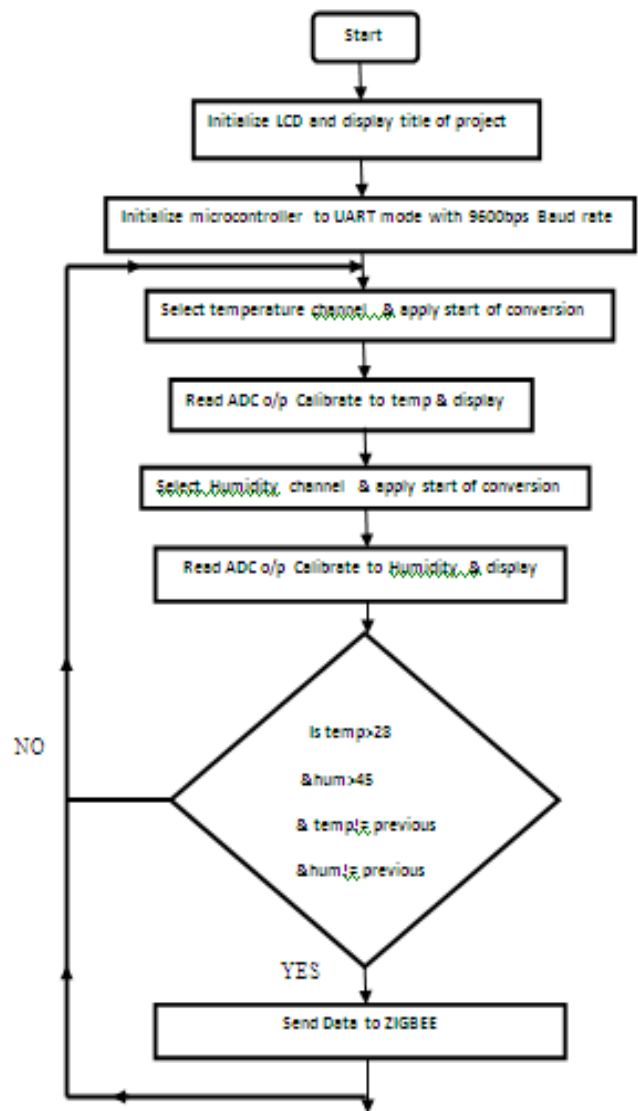 Start
Initialize LCD and display title of project
Initialize microcontroller to UART mode with 9600bps Baud rate
Select temperature channel & apply start of conversion
Read ADC o/p Calibrate to temp & display
Select Humidity channel & apply start of conversion
Read ADC o/p Calibrate to Humidity & display
Is temp>28
&hum>45
& temp!= previous
&hum!= previous
NO
YES
Send Data to ZIGBEE